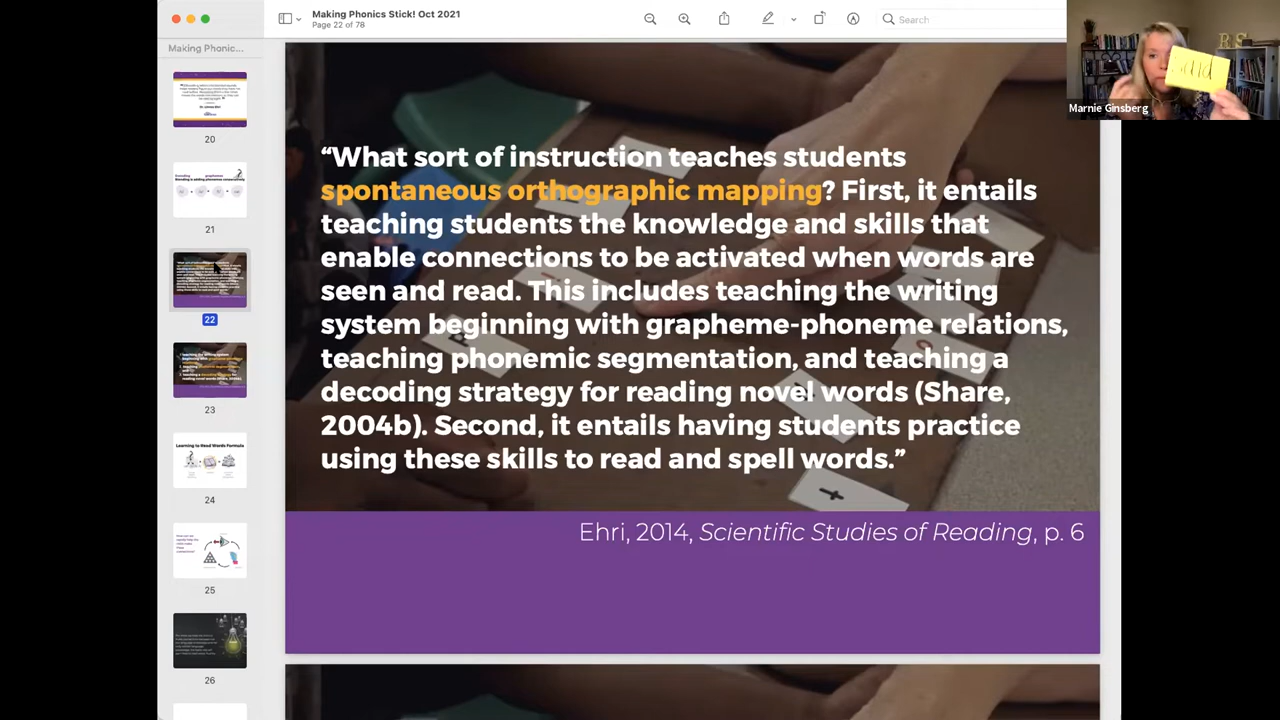 Making Phonics Stick! Oct 2021
Page 22 of 78
Search
Making Phonic...
20
21
22
23
Learning to Read Words Formula
24
25
26
Marnie Ginsberg
“What sort of instruction teaches students
spontaneous orthographic mapping? First, it entails
teaching students the knowledge and skills that
enable connections to be activated when words are
seen and read. This includes teaching the writing
system beginning with grapheme-phoneme relations,
teaching phonemic segmentation, and teaching a
decoding strategy for reading novel words (Share,
2004b). Second, it entails having students practice
using these skills to read and spell words.”
Ehri, 2014, Scientific Studies of Reading, p. 6